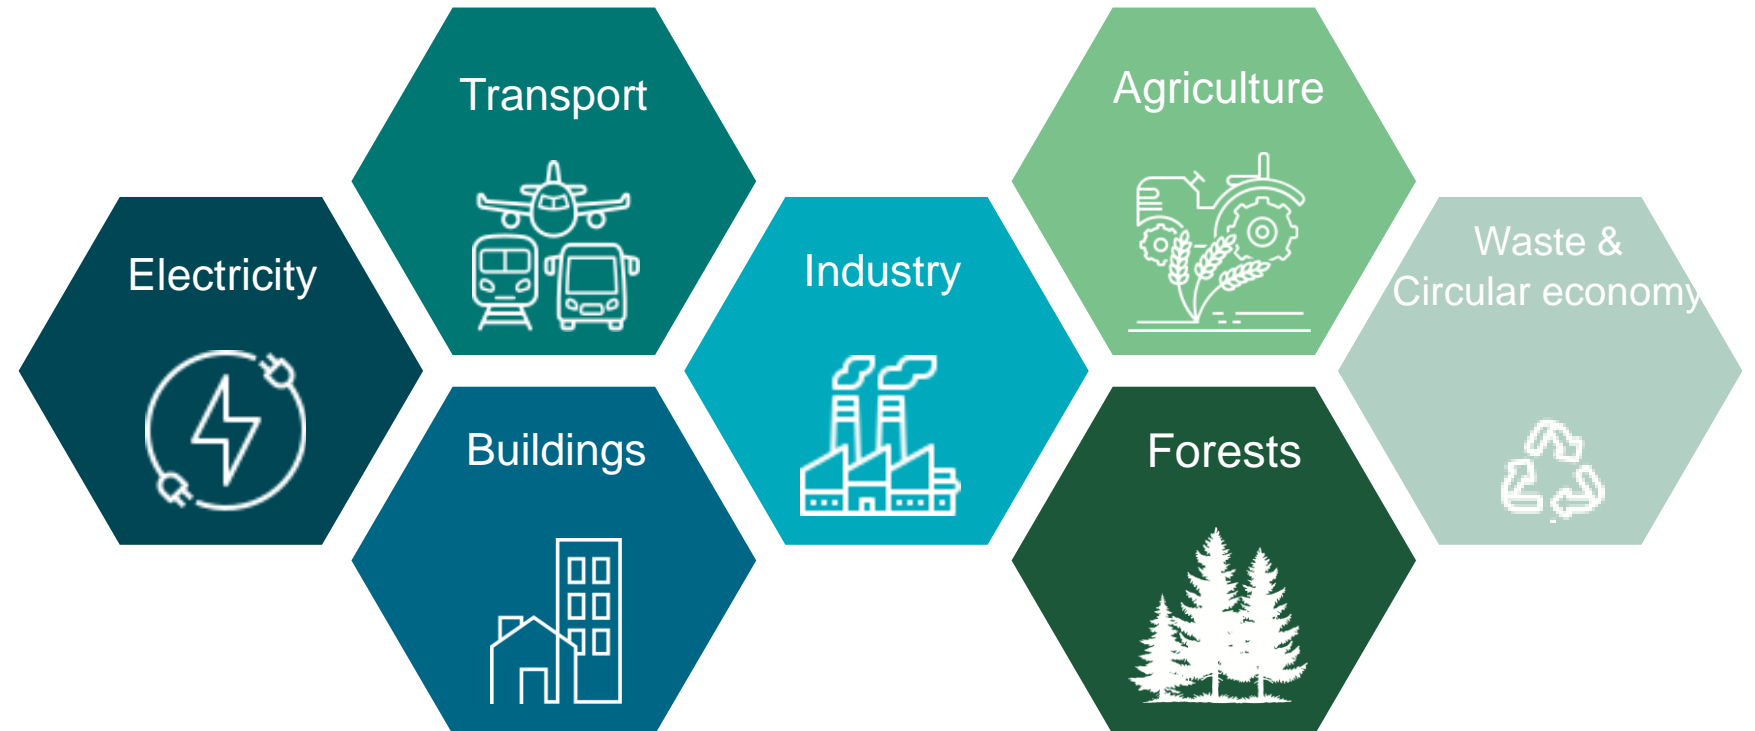 Transport
Agriculture
Electricity
Industry
Waste &
Circular economy
Buildings
Forests